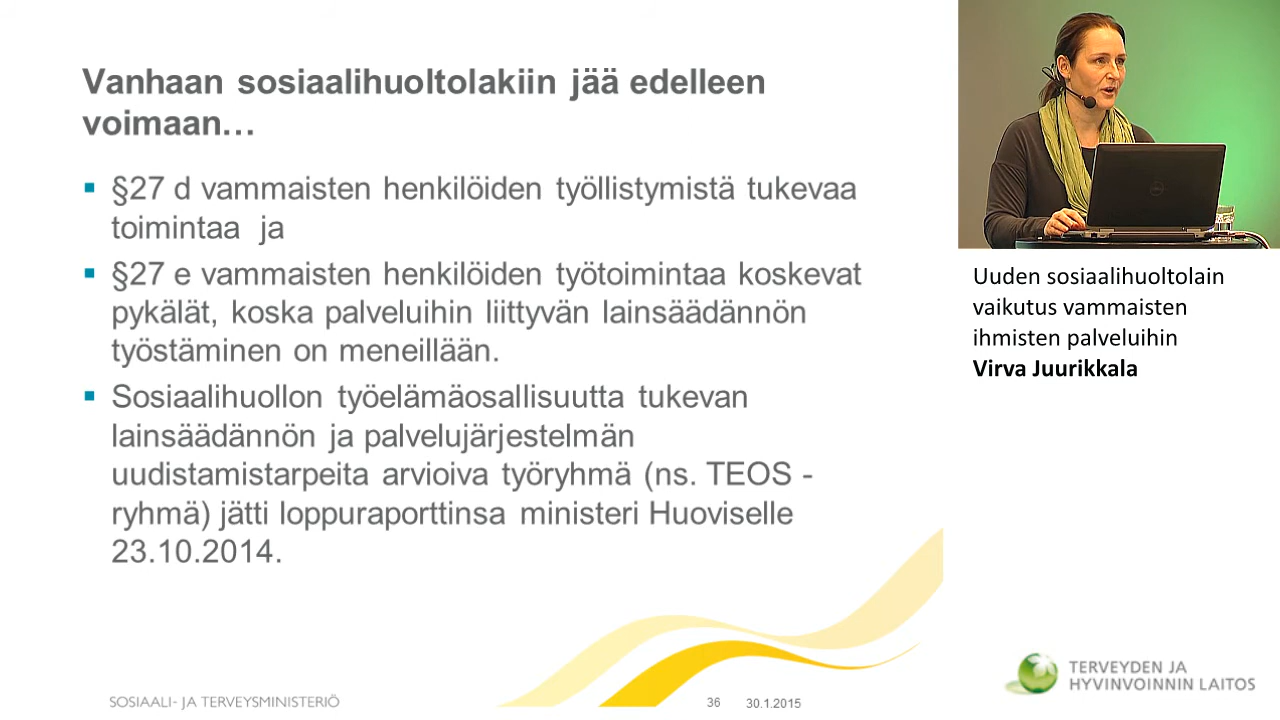 Vanhaan sosiaalihuoltolakiin jää edelleen
voimaan…
§27 d vammaisten henkilöiden työllistymistä tukevaa
toimintaa ja
§27 e vammaisten henkilöiden työtoimintaa koskevat
pykälät, koska palveluihin liittyvän lainsäädännön
työstäminen on meneillään.
Sosiaalihuollon työelämäosallisuutta tukevan
lainsäädännön ja palvelujärjestelmän
uudistamistarpeita arvioiva työryhmä (ns. TEOS -
ryhmä) jätti loppuraporttinsa ministeri Huoviselle
23.10.2014.
SOSIAALI- JA TERVEYSMINISTERIÖ
36
30.1.2015
Uuden sosiaalihuoltolain
vaikutus vammaisten
ihmisten palveluihin
Virva Juurikkala
TERVEYDEN JA
HYVINVOINNIN LAITOS